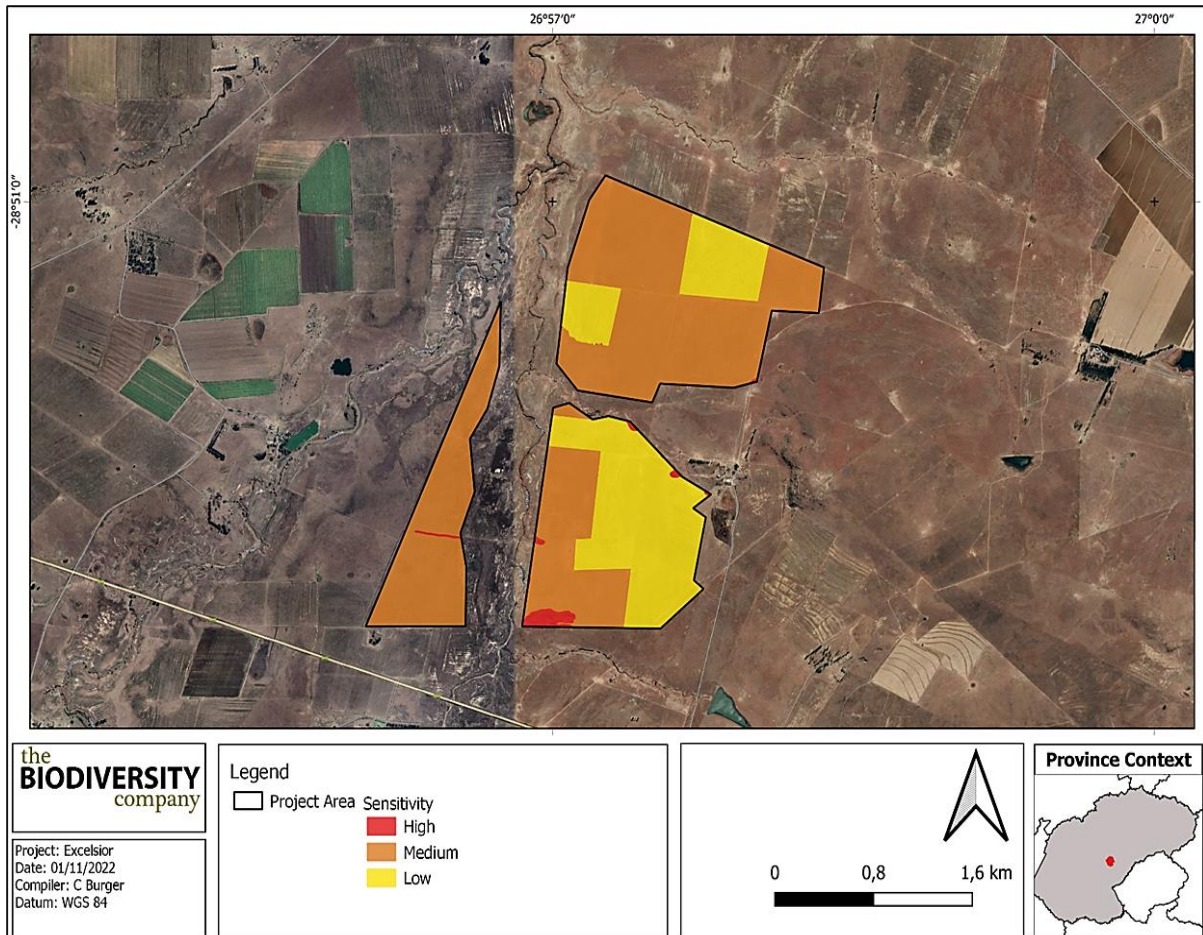 26°57'0"
27°0'0"
-28°51'0"
the
BIODIVERSITY
company
Project: Excelsior
Date: 01/11/2022
Compiler: C Burger
Datum: WGS 84
Legend
Project Area
Sensitivity
High
Medium
Low
0
0,8
1,6 km
Province Context